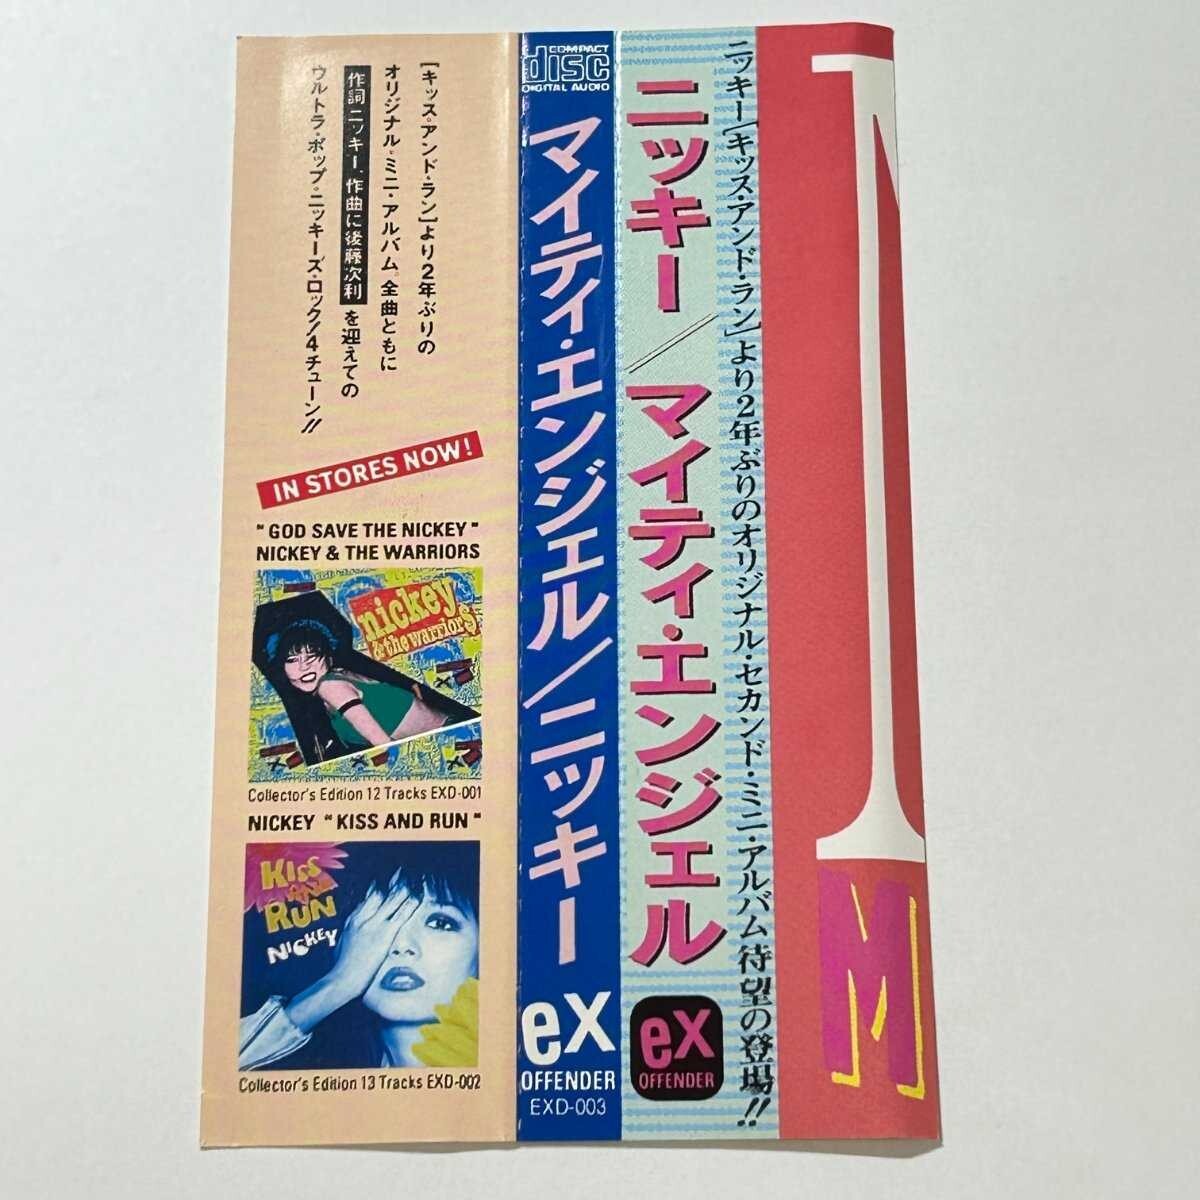 [キッス・アンド・ラン]より2年ぶりの
オリジナル・ミニ・アルバム。全曲ともに
作詞ニッキー、作曲に後藤次利を迎えての
ウルトラ・ポップ・ニッキーズ・ロック!4チューン!!
IN STORES NOW!
"GOD SAVE THE NICKEY"
NICKEY & THE WARRIORS
nickey
& the warriors
Collector's Edition 12 Tracks EXD-001
NICKEY "KISS AND RUN"
KISS
AND
RUN
NICKEY
Collector's Edition 13 Tracks EXD-002
COMPACT
disc
DIGITAL AUDIO
マイティ・エンジェル/ニッキー
ex
OFFENDER
EXD-003
ニッキー/マイティ・エンジェル
ex
OFFENDER
ニッキー[キッス・アンド・ラン]より2年ぶりのオリジナル・セカンド・ミニ・アルバム待望の登場!!
M